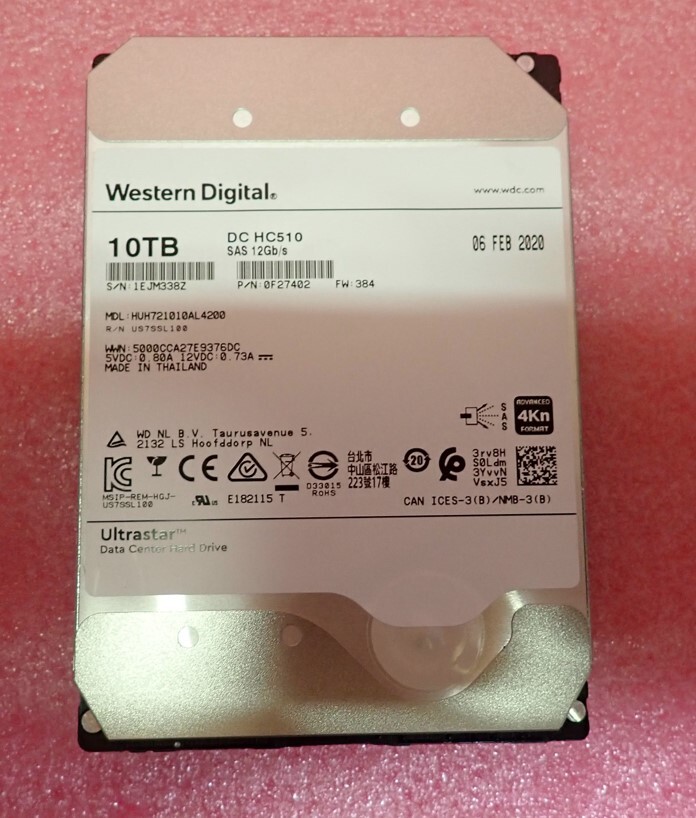 Western Digital®
www.wdc.com
10TB
DC HC510
SAS 12Gb/s
06 FEB 2020
S/N:1EJM338Z
P/N:0F27402
FW:384
MDL:HUH721010AL4200
R/N US7SSL100
WWN:5000CCA27E9376DC
5VDC:0.80A 12VDC:0.73A
MADE IN THAILAND
SAS
ADVANCED
4Kn
FORMAT
WD NL B.V. Taurusavenue 5.
2132 LS Hoofddorp NL
台北市
中山區松江路
223號17樓
20
3rvBH
S0Ldm
3YvvN
VsxJ5
D33015
RoHS
MSIP-REM-HGJ-
US7SSL100
E182115 T
CAN ICES-3(B)/NMB-3(B)
Ultrastar™
Data Center Hard Drive